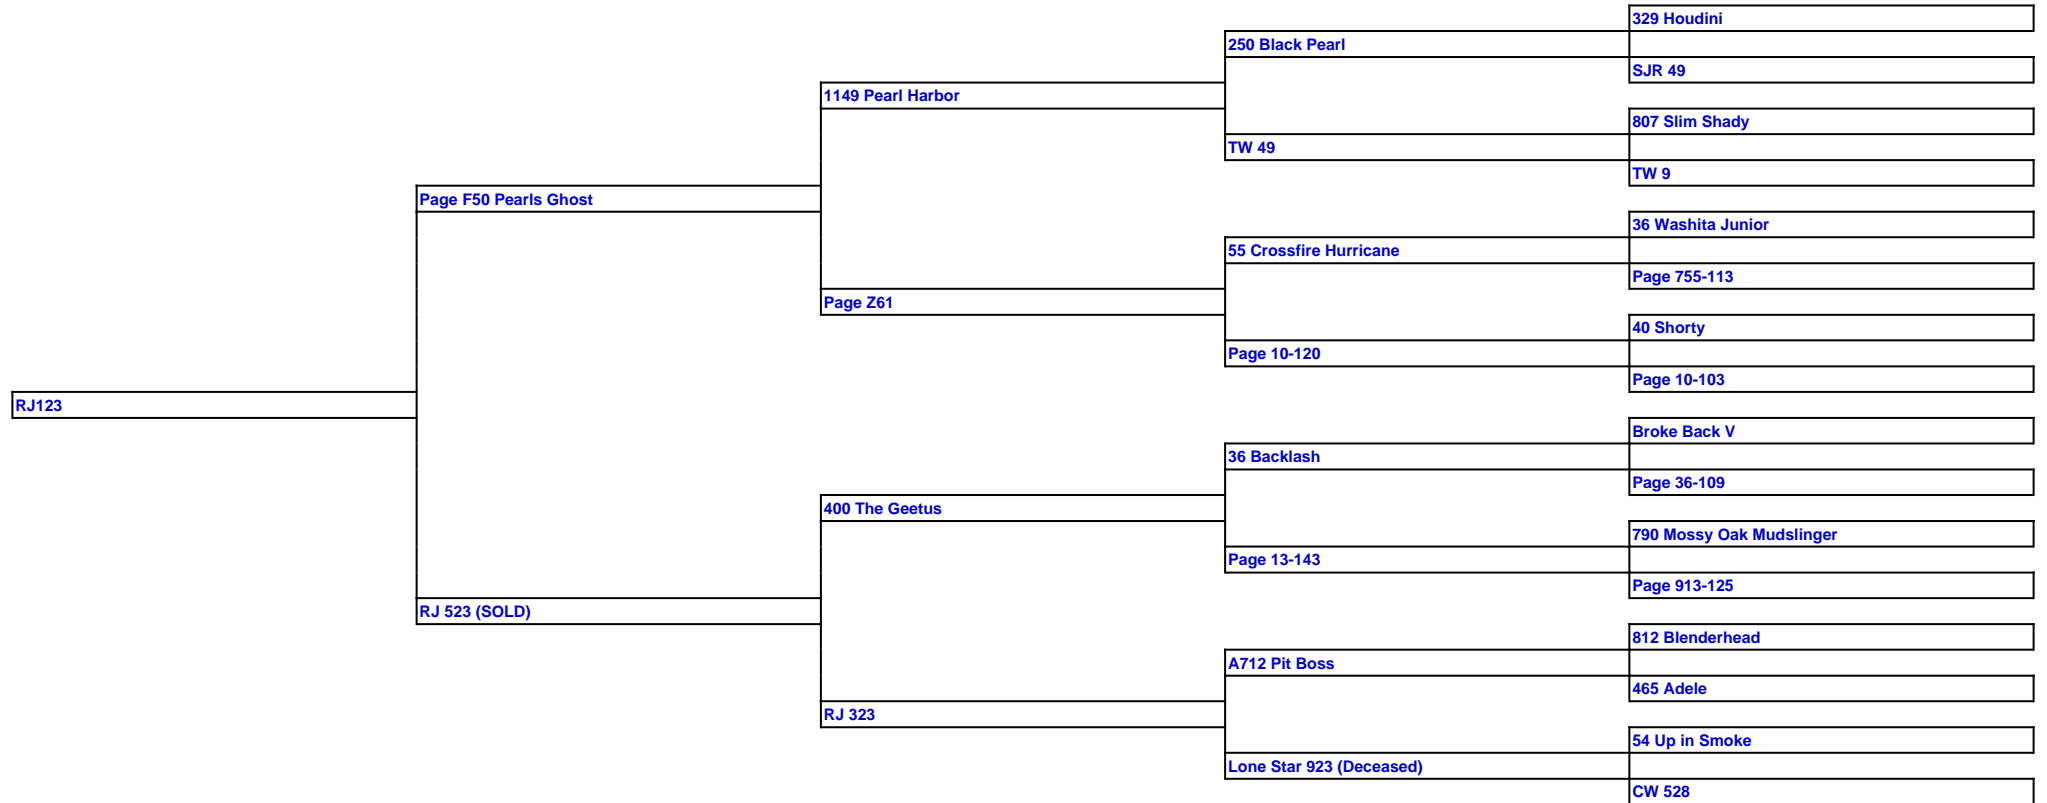 329 Houdini
250 Black Pearl
SJR 49
1149 Pearl Harbor
807 Slim Shady
TW 49
TW 9
Page F50 Pearls Ghost
36 Washita Junior
55 Crossfire Hurricane
Page 755-113
Page Z61
40 Shorty
Page 10-120
Page 10-103
RJ123
Broke Back V
36 Backlash
Page 36-109
400 The Geetus
790 Mossy Oak Mudslinger
Page 13-143
Page 913-125
RJ 523 (SOLD)
812 Blenderhead
A712 Pit Boss
465 Adele
RJ 323
54 Up in Smoke
Lone Star 923 (Deceased)
CW 528